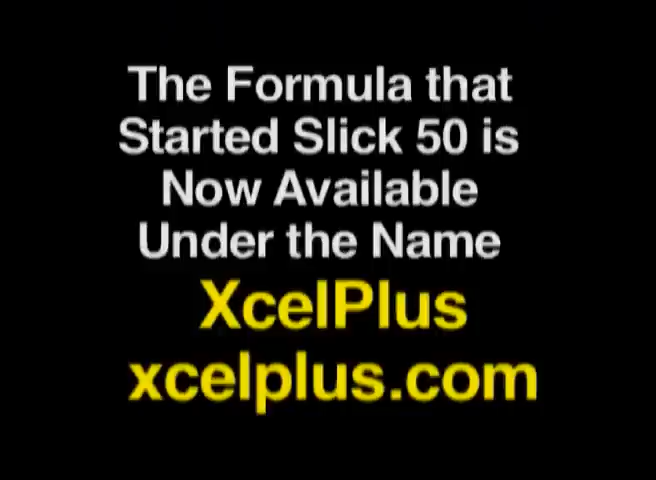 The Formula that
Started Slick 50 is
Now Available
Under the Name
XcelPlus
xcelplus.com